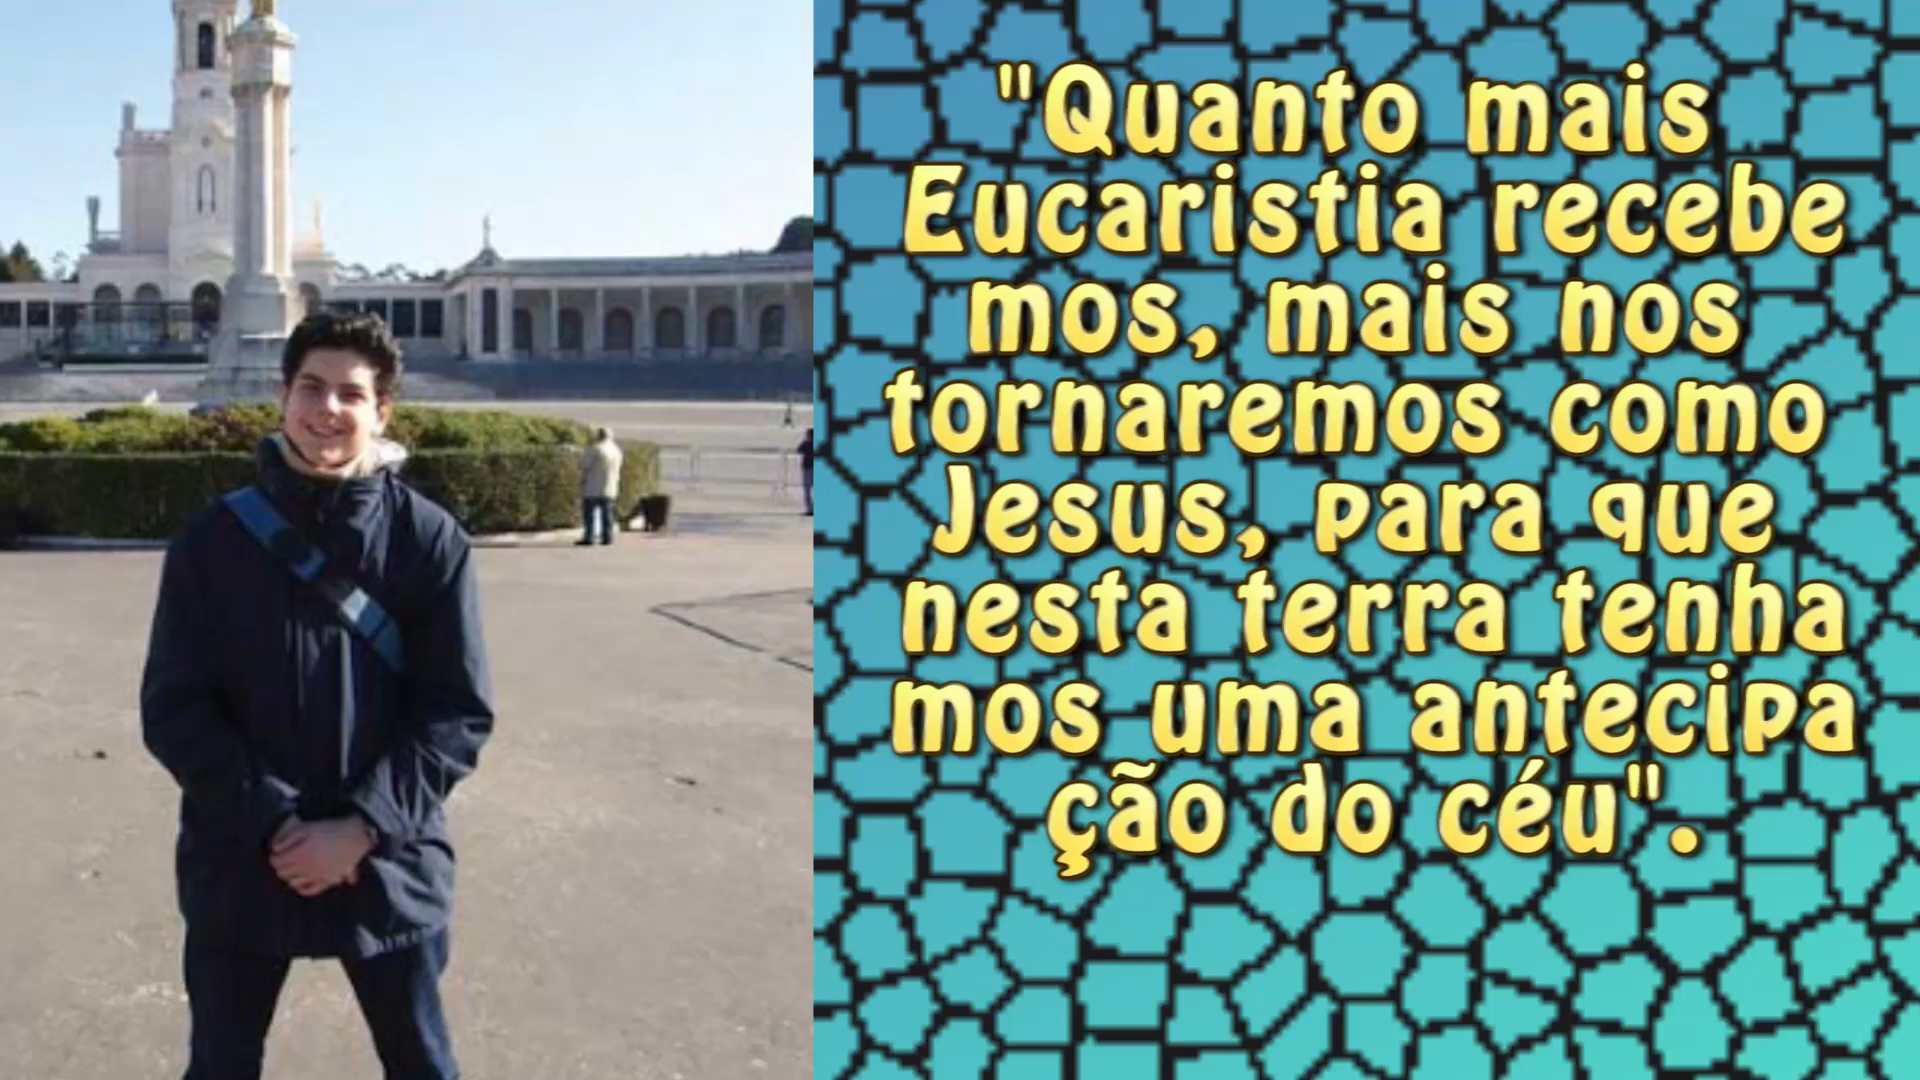 "Quanto mais
Eucaristia recebe
mos, mais nos
tornaremos como
Jesus, para que
nesta terra tenha
mos uma antecipa
ção do céu".